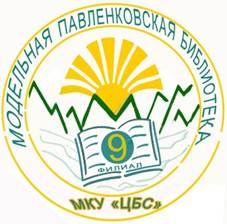 МОДЕЛЬНАЯ ПАВЛЕНКОВСКАЯ БИБЛИОТЕКА
9
ФИЛИАЛ
МКУ «ЦБС»